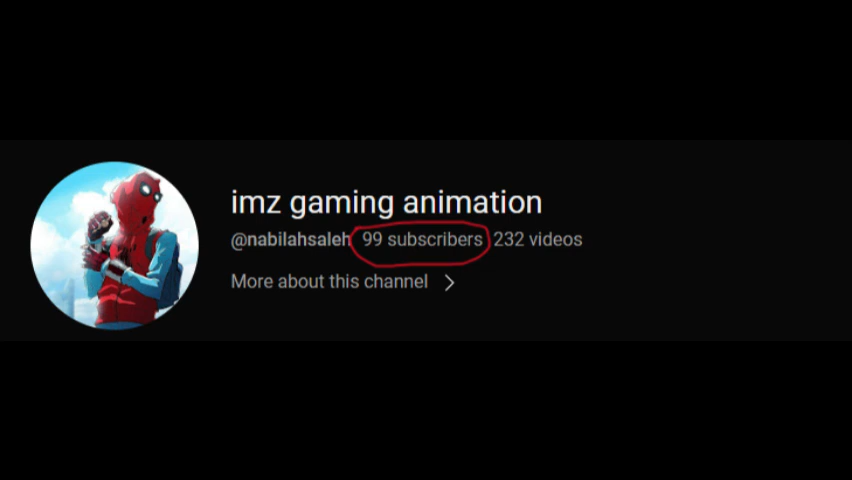 imz gaming animation
@nabilahsaleh 99 subscribers 232 videos
More about this channel